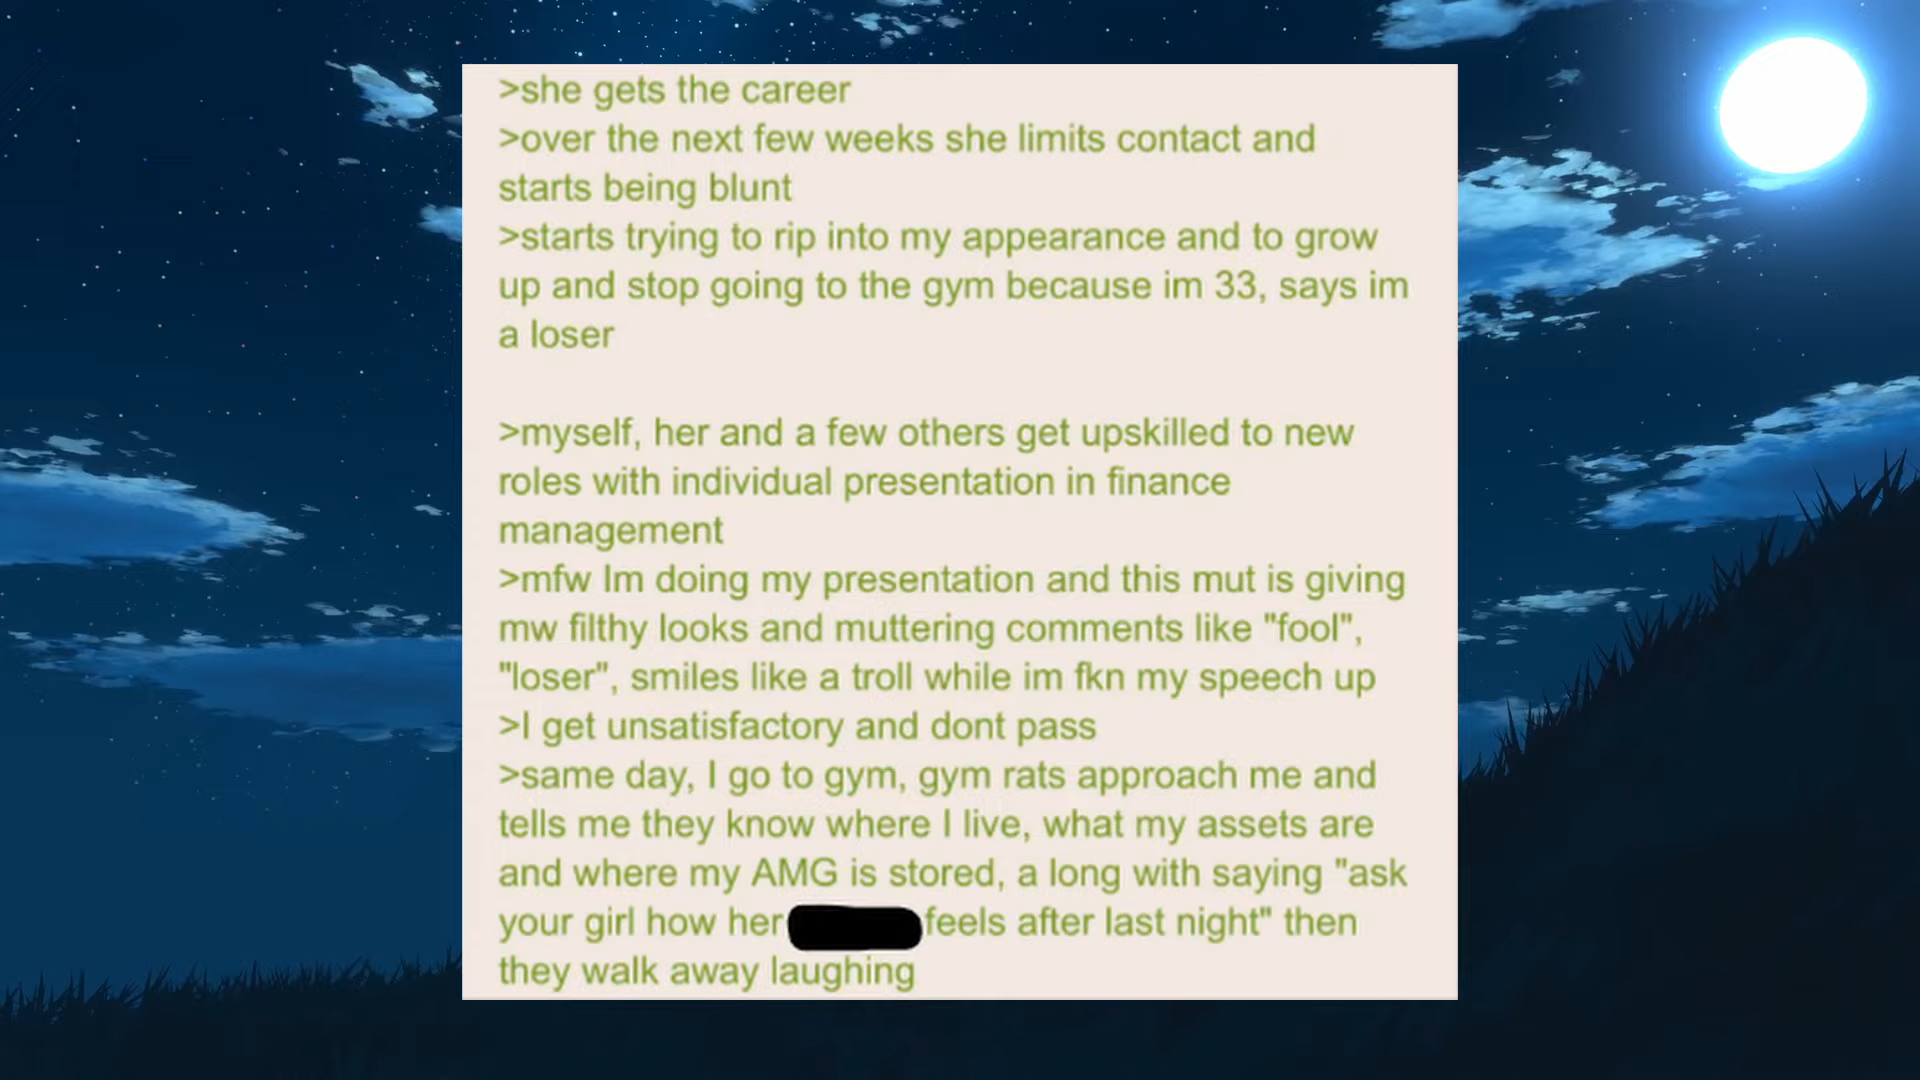 >she gets the career
>over the next few weeks she limits contact and
starts being blunt
>starts trying to rip into my appearance and to grow
up and stop going to the gym because im 33, says im
a loser
>myself, her and a few others get upskilled to new
roles with individual presentation in finance
management
>mfw Im doing my presentation and this mut is giving
mw filthy looks and muttering comments like "fool",
"loser", smiles like a troll while im fkn my speech up
>I get unsatisfactory and dont pass
>same day, I go to gym, gym rats approach me and
tells me they know where I live, what my assets are
and where my AMG is stored, a long with saying "ask
your girl how her feels after last night" then
they walk away laughing